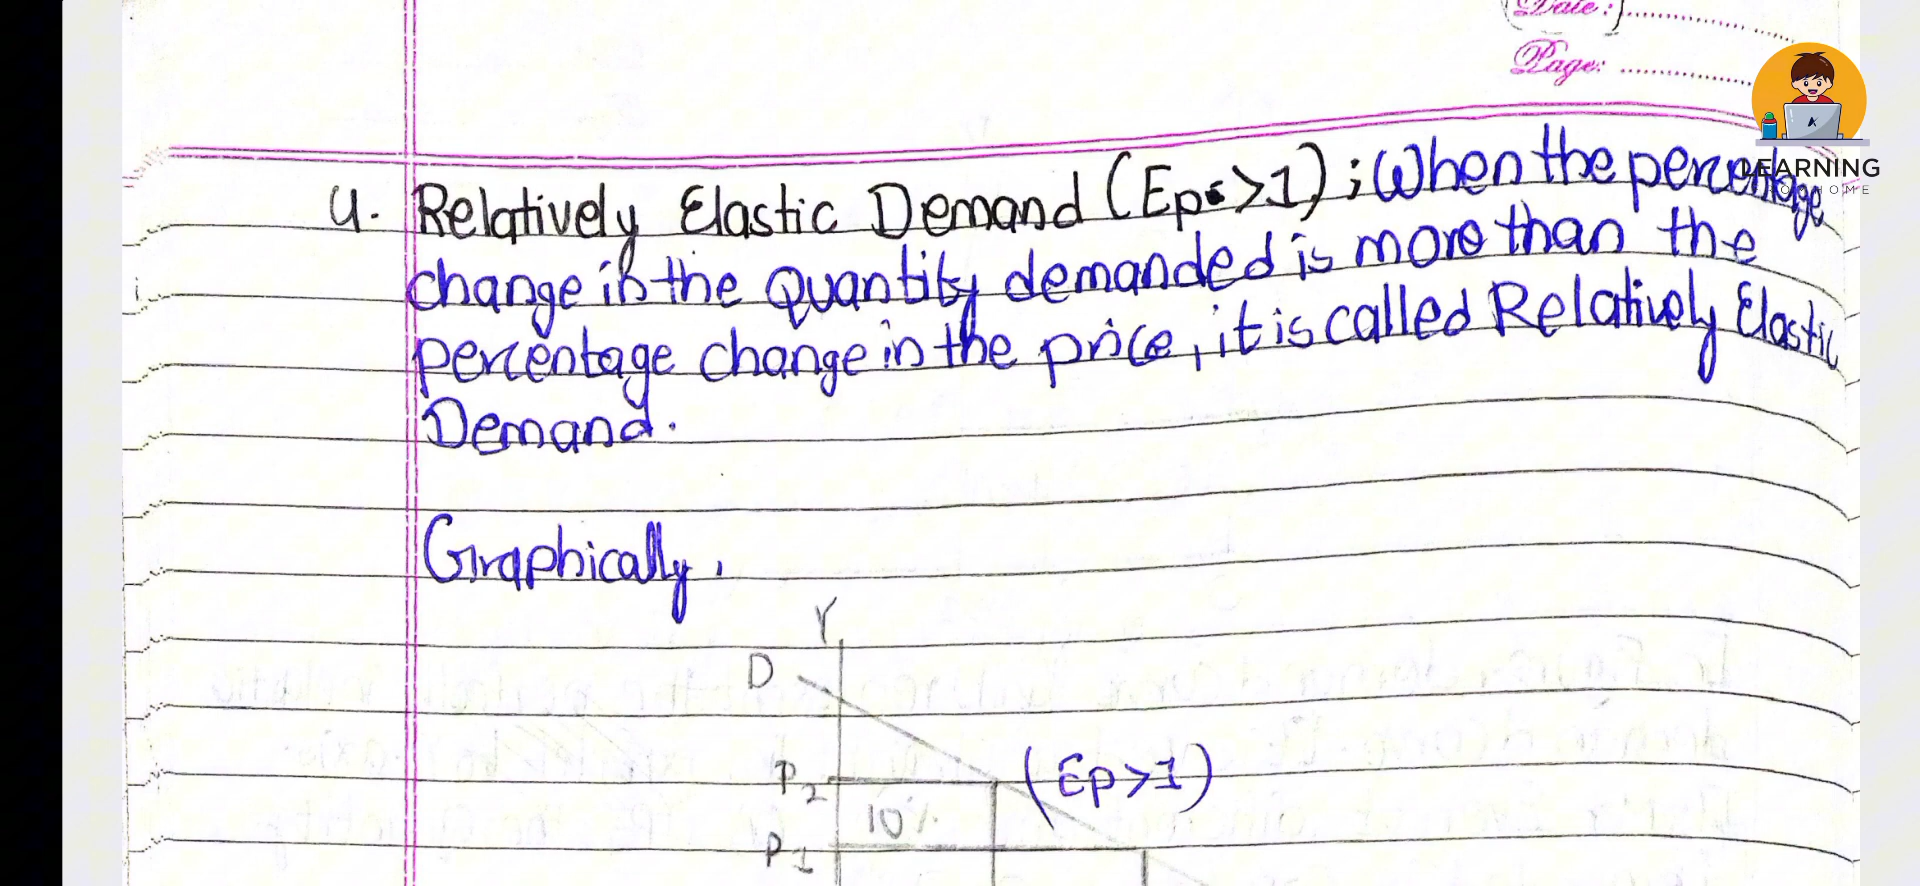 Date:
Page:
LEARNING
4. Relatively Elastic Demand (Ep>1); When the percentage
change in the quantity demanded is more than the
percentage change in the price, it is called Relatively Elastic
Demand.
Graphically,
Y
D
P2
(Ep>1)
10%
P1